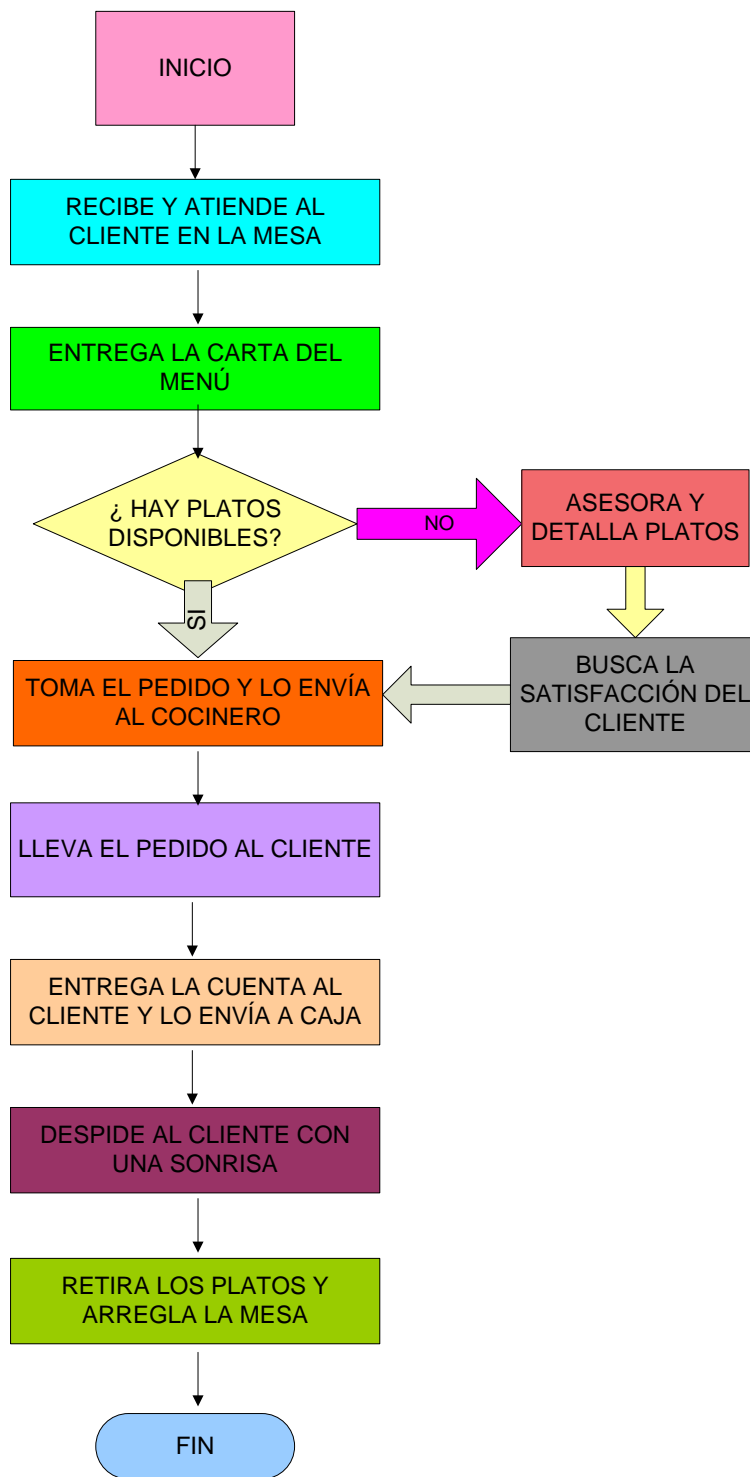 INICIO
RECIBE Y ATIENDE AL
CLIENTE EN LA MESA
ENTREGA LA CARTA DEL
MENÚ
¿ HAY PLATOS
DISPONIBLES?
NO
ASESORA Y
DETALLA PLATOS
SI
BUSCA LA
SATISFACCIÓN DEL
CLIENTE
TOMA EL PEDIDO Y LO ENVÍA
AL COCINERO
LLEVA EL PEDIDO AL CLIENTE
ENTREGA LA CUENTA AL
CLIENTE Y LO ENVÍA A CAJA
DESPIDE AL CLIENTE CON
UNA SONRISA
RETIRA LOS PLATOS Y
ARREGLA LA MESA
FIN